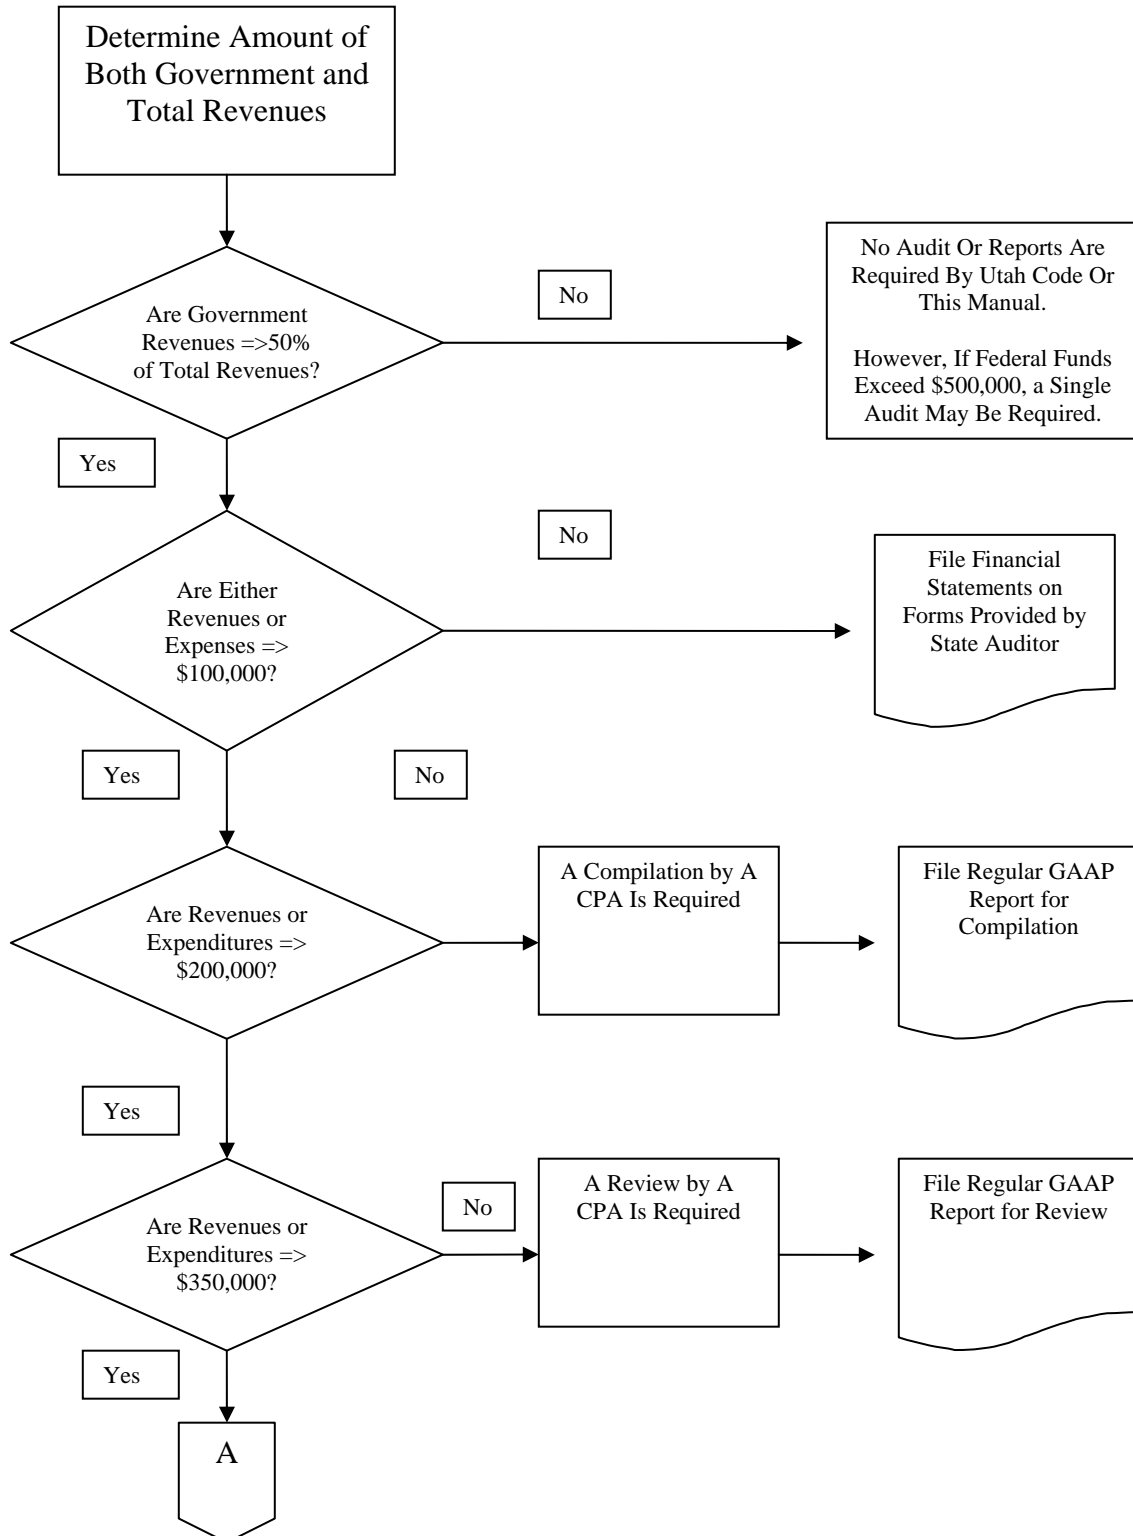 Determine Amount of
Both Government and
Total Revenues
Are Government
Revenues =>50%
of Total Revenues?
No
No Audit Or Reports Are
Required By Utah Code Or
This Manual.
However, If Federal Funds
Exceed $500,000, a Single
Audit May Be Required.
Yes
Are Either
Revenues or
Expenses =>
$100,000?
No
File Financial
Statements on
Forms Provided by
State Auditor
Yes
No
Are Revenues or
Expenditures =>
$200,000?
A Compilation by A
CPA Is Required
File Regular GAAP
Report for
Compilation
Yes
Are Revenues or
Expenditures =>
$350,000?
No
A Review by A
CPA Is Required
File Regular GAAP
Report for Review
Yes
A